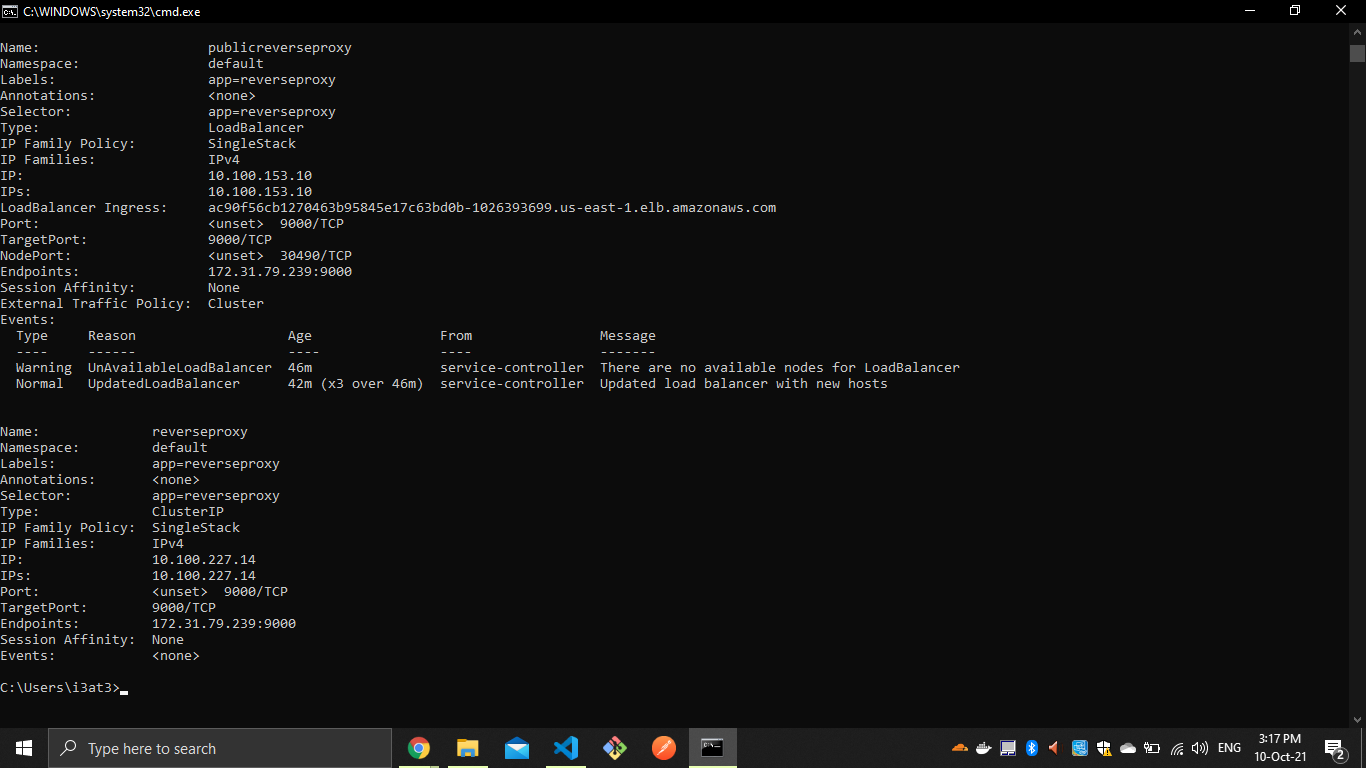 C:\WINDOWS\system32\cmd.exe
Name: publicreverseproxy
Namespace: default
Labels: app=reverseproxy
Annotations: <none>
Selector: app=reverseproxy
Type: LoadBalancer
IP Family Policy: SingleStack
IP Families: IPv4
IP: 10.100.153.10
IPs: 10.100.153.10
LoadBalancer Ingress: ac90f56cb1270463b95845e17c63bd0b-1026393699.us-east-1.elb.amazonaws.com
Port: <unset> 9000/TCP
TargetPort: 9000/TCP
NodePort: <unset> 30490/TCP
Endpoints: 172.31.79.239:9000
Session Affinity: None
External Traffic Policy: Cluster
Events:
Type Reason Age From Message
---- ------ ---- ---- -------
Warning UnAvailableLoadBalancer 46m service-controller There are no available nodes for LoadBalancer
Normal UpdatedLoadBalancer 42m (x3 over 46m) service-controller Updated load balancer with new hosts
Name: reverseproxy
Namespace: default
Labels: app=reverseproxy
Annotations: <none>
Selector: app=reverseproxy
Type: ClusterIP
IP Family Policy: SingleStack
IP Families: IPv4
IP: 10.100.227.14
IPs: 10.100.227.14
Port: <unset> 9000/TCP
TargetPort: 9000/TCP
Endpoints: 172.31.79.239:9000
Session Affinity: None
Events: <none>
C:\Users\i3at3>
Type here to search
ENG
3:17 PM
10-Oct-21
2